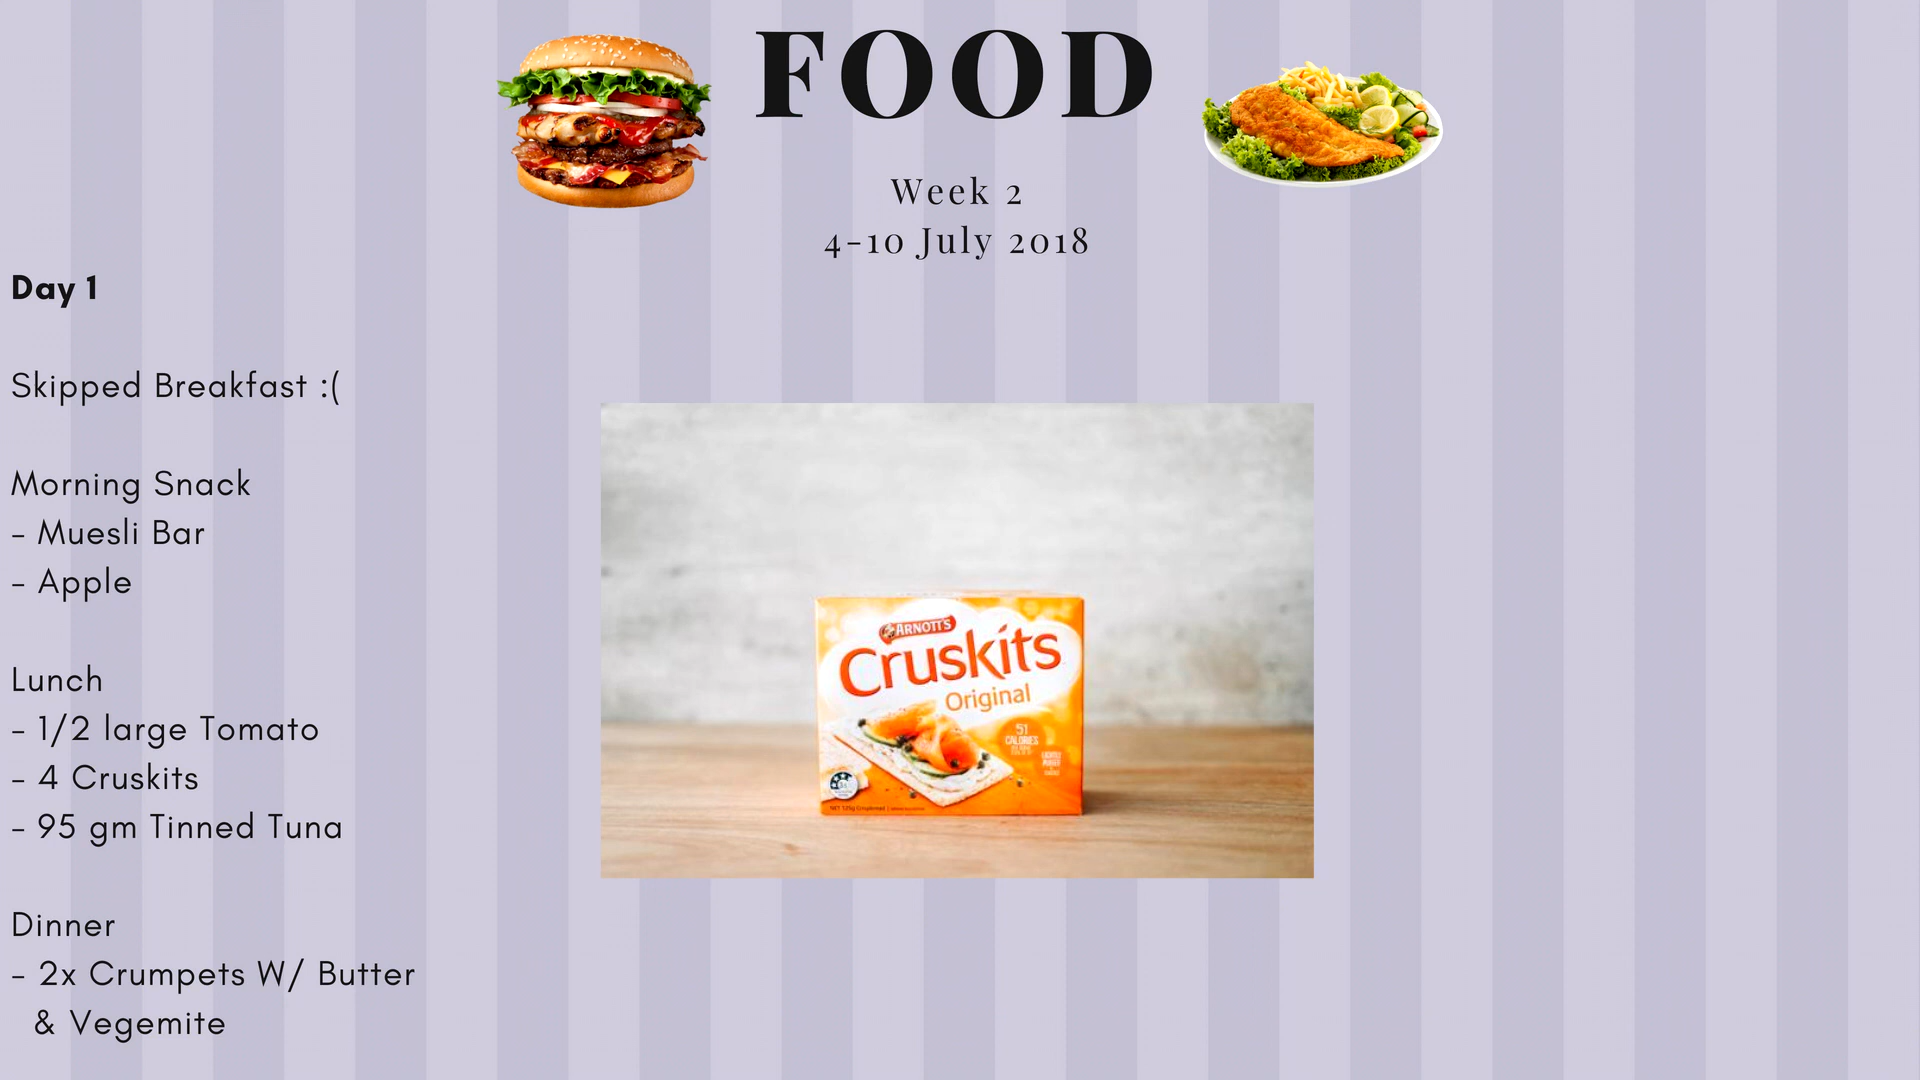 FOOD
Week 2
4-10 July 2018
Day 1
Skipped Breakfast :(
Morning Snack
- Muesli Bar
- Apple
Lunch
- 1/2 large Tomato
- 4 Cruskits
- 95 gm Tinned Tuna
Dinner
- 2x Crumpets W/ Butter
& Vegemite
ARNOTT'S
Cruskits
Original
51
CALORIES